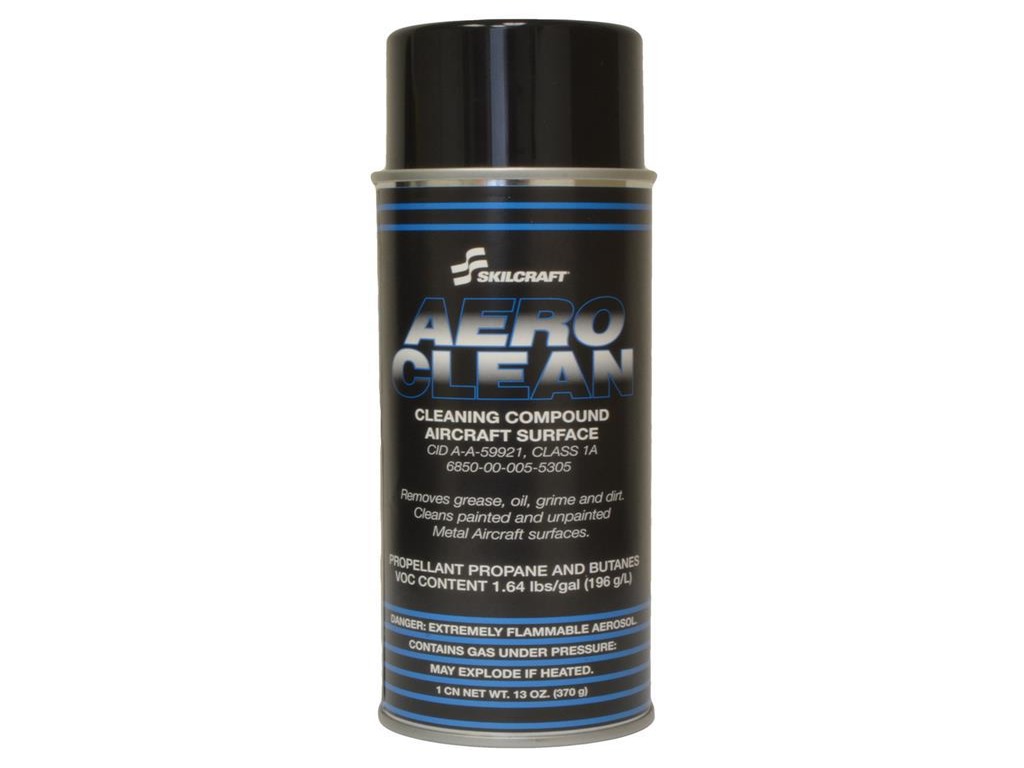 SKILCRAFT
AERO
CLEAN
CLEANING COMPOUND
AIRCRAFT SURFACE
CID A-A-59921, CLASS 1A
6850-00-005-5305
Removes grease, oil, grime and dirt.
Cleans painted and unpainted
Metal Aircraft surfaces.
PROPELLANT PROPANE AND BUTANES
VOC CONTENT 1.64 lbs/gal (196 g/L)
DANGER: EXTREMELY FLAMMABLE AEROSOL.
CONTAINS GAS UNDER PRESSURE:
MAY EXPLODE IF HEATED.
1 CN NET WT. 13 OZ. (370 g)